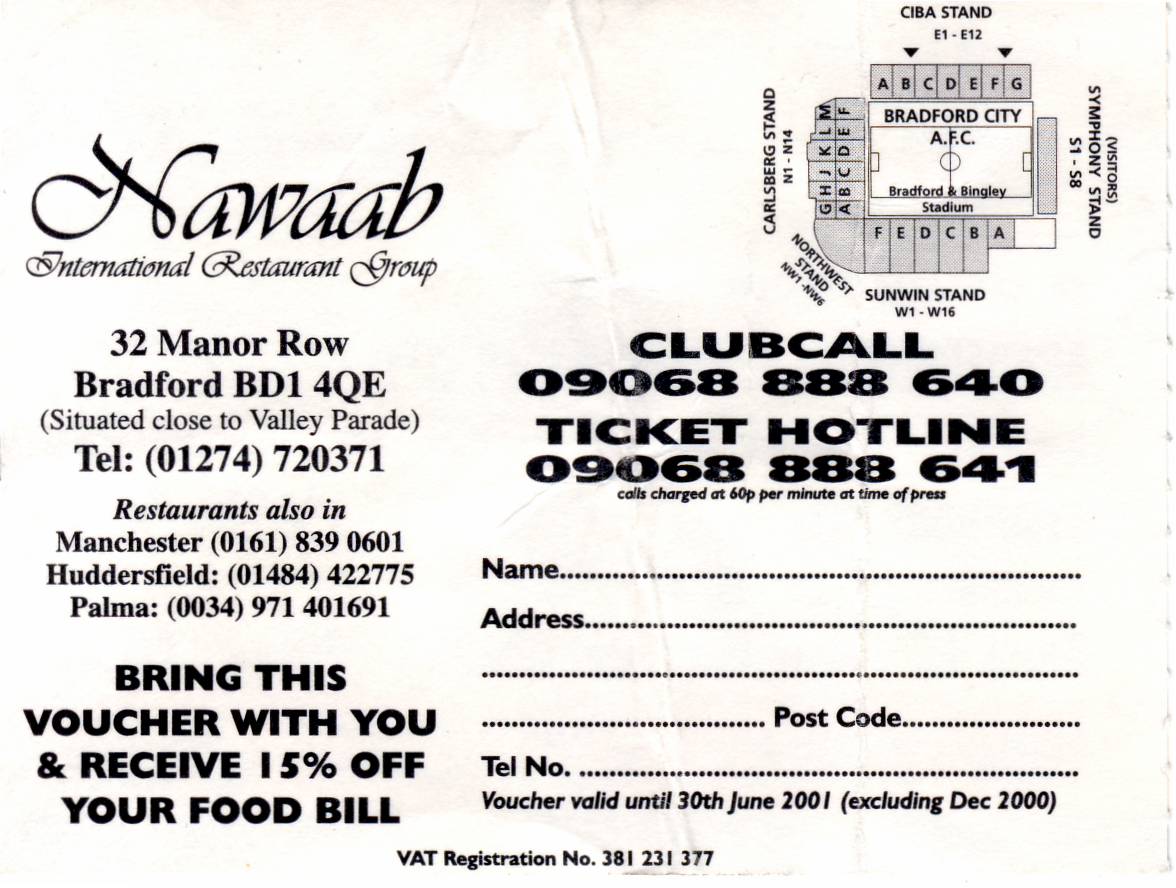 Nawaab
International Restaurant Group
32 Manor Row
Bradford BD1 4QE
(Situated close to Valley Parade)
Tel: (01274) 720371
Restaurants also in
Manchester (0161) 839 0601
Huddersfield: (01484) 422775
Palma: (0034) 971 401691
BRING THIS
VOUCHER WITH YOU
& RECEIVE 15% OFF
YOUR FOOD BILL
CIBA STAND
E1 - E12
A B C D E F G
CARLSBERG STAND
N1 - N14
G H J K L M
A B C D E F
BRADFORD CITY
A.F.C.
Bradford & Bingley
Stadium
(VISITORS)
SYMPHONY STAND
S1 - S8
F E D C B A
NORTHWEST
STAND
NW1 -NW6
SUNWIN STAND
W1 - W16
CLUBCALL
09068 888 640
TICKET HOTLINE
09068 888 641
calls charged at 60p per minute at time of press
Name.....................................................................
Address.................................................................
...............................................................................
...................................... Post Code........................
Tel No. ..................................................................
Voucher valid until 30th June 2001 (excluding Dec 2000)
VAT Registration No. 381 231 377